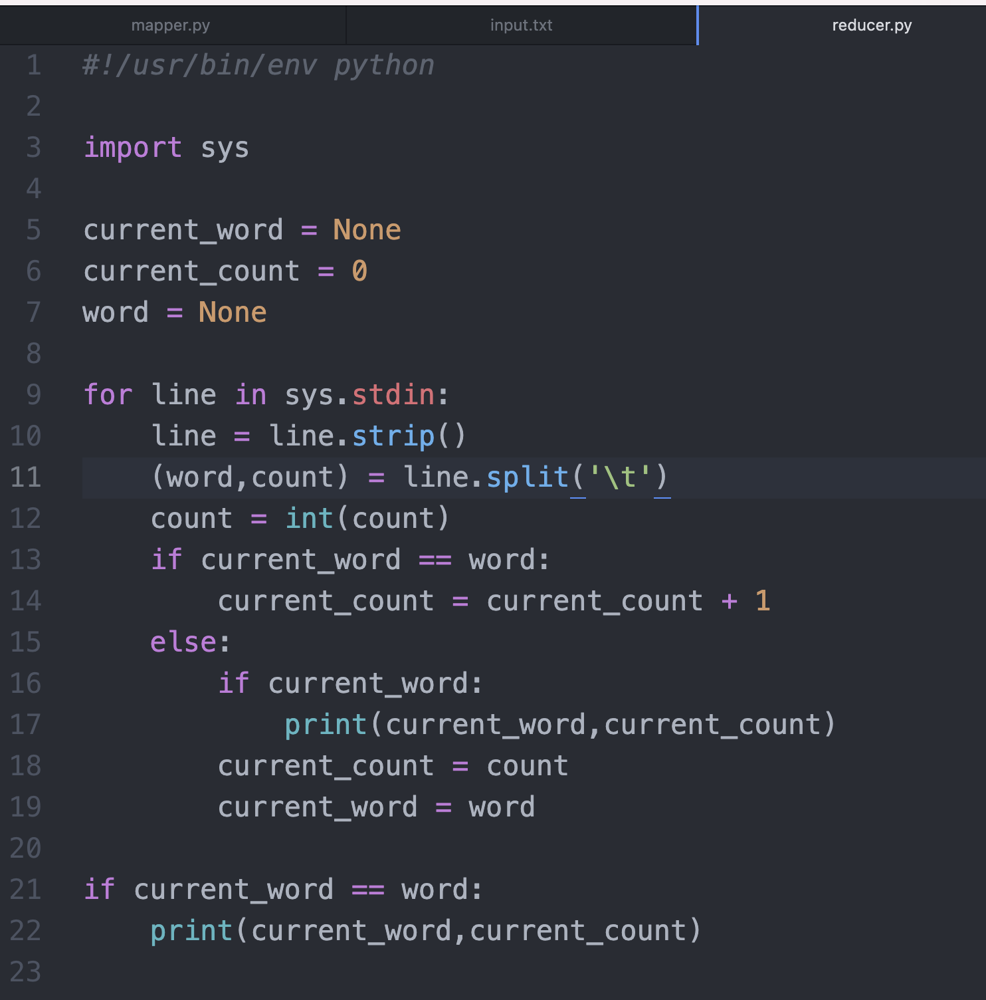 mapper.py input.txt reducer.py
1 #!/usr/bin/env python
2
3 import sys
4
5 current_word = None
6 current_count = 0
7 word = None
8
9 for line in sys.stdin:
10     line = line.strip()
11     (word,count) = line.split('\t')
12     count = int(count)
13     if current_word == word:
14         current_count = current_count + 1
15     else:
16         if current_word:
17             print(current_word,current_count)
18         current_count = count
19         current_word = word
20
21 if current_word == word:
22     print(current_word,current_count)
23